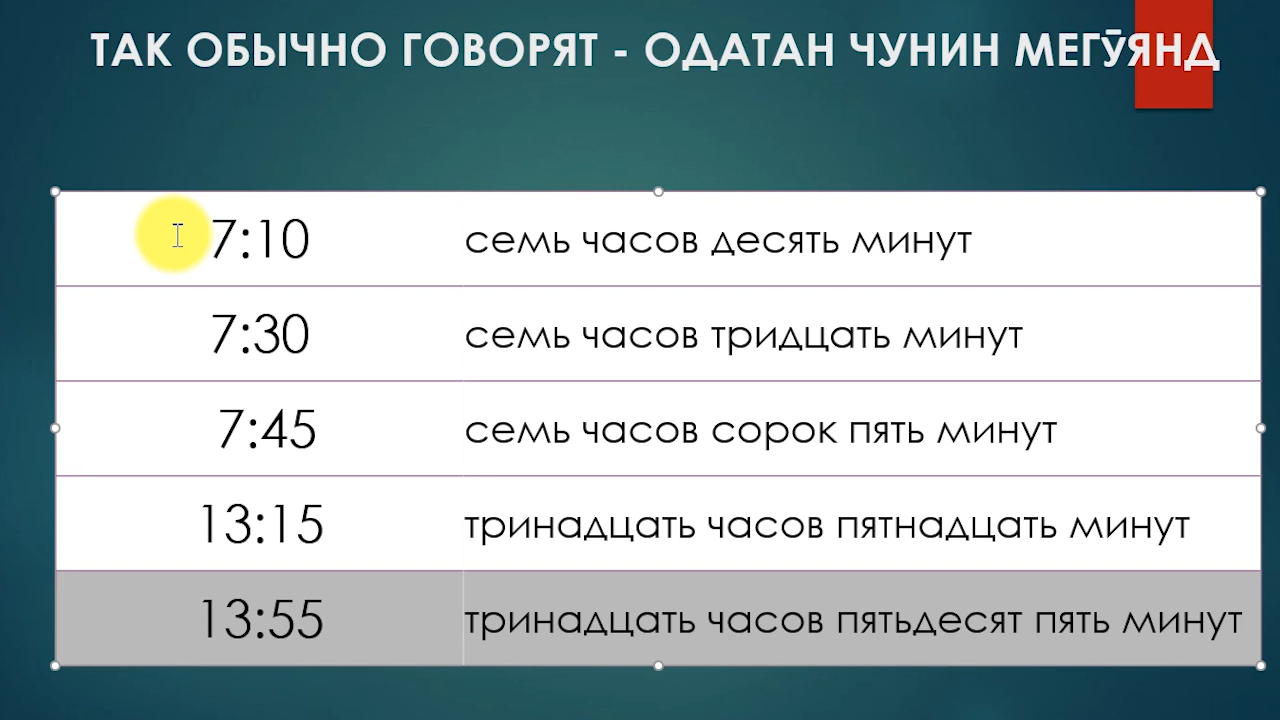 ТАК ОБЫЧНО ГОВОРЯТ - ОДАТАН ЧУНИН МЕГӮЯНД
7:10 семь часов десять минут
7:30 семь часов тридцать минут
7:45 семь часов сорок пять минут
13:15 тринадцать часов пятнадцать минут
13:55 тринадцать часов пятьдесят пять минут